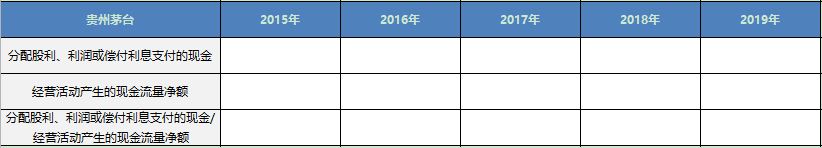 贵州茅台 2015年 2016年 2017年 2018年 2019年
分配股利、利润或偿付利息支付的现金
经营活动产生的现金流量净额
分配股利、利润或偿付利息支付的现金/
经营活动产生的现金流量净额